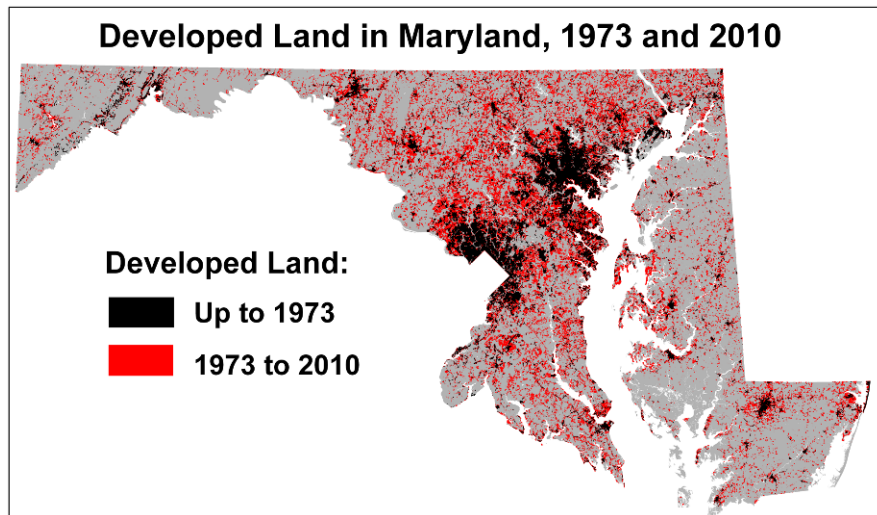 Developed Land in Maryland, 1973 and 2010
Developed Land:
Up to 1973
1973 to 2010